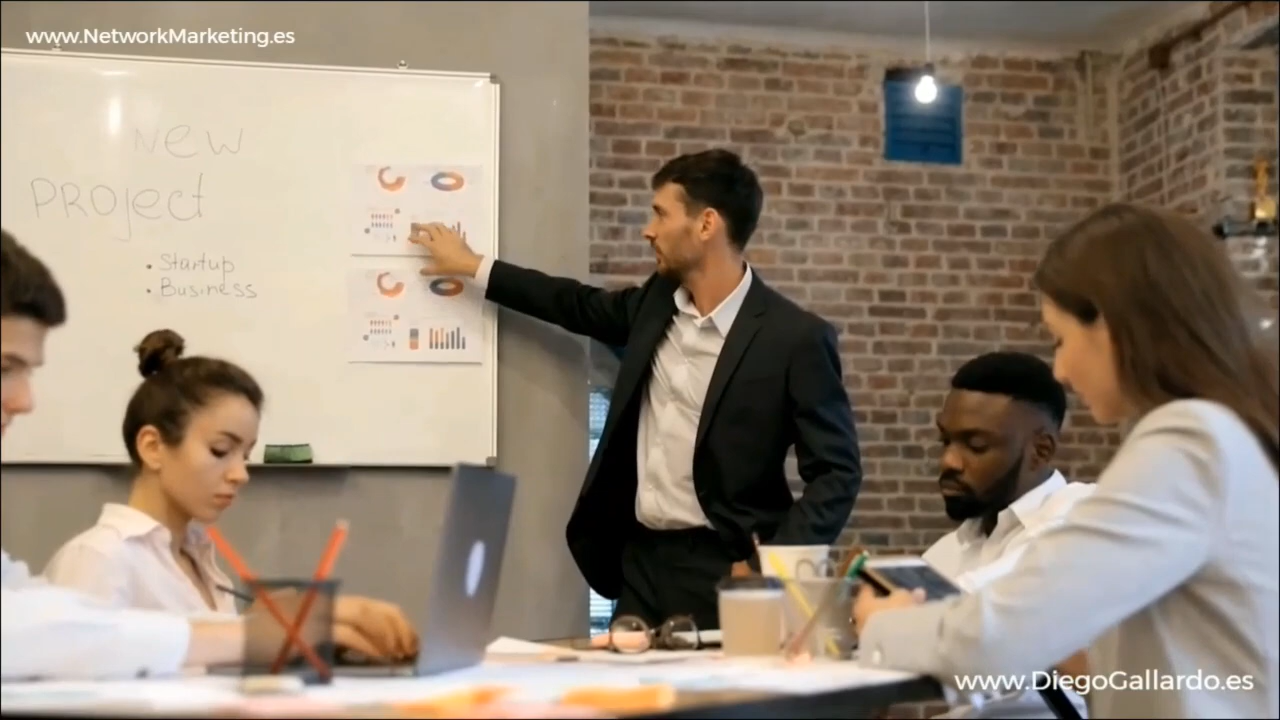 www.NetworkMarketing.es
New
Project
• Startup
• Business
www.DiegoGallardo.es